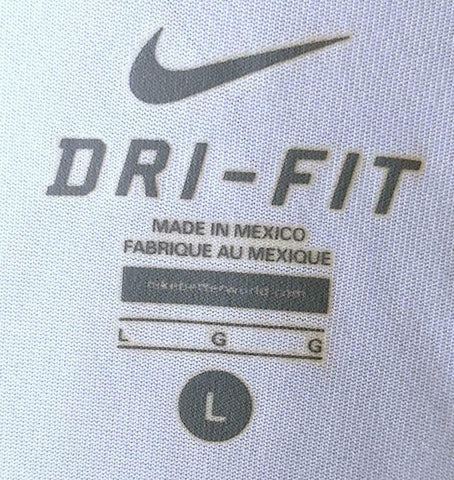 DRI-FIT
MADE IN MEXICO
FABRIQUE AU MEXIQUE
nikebetterworld.com
L G G
L